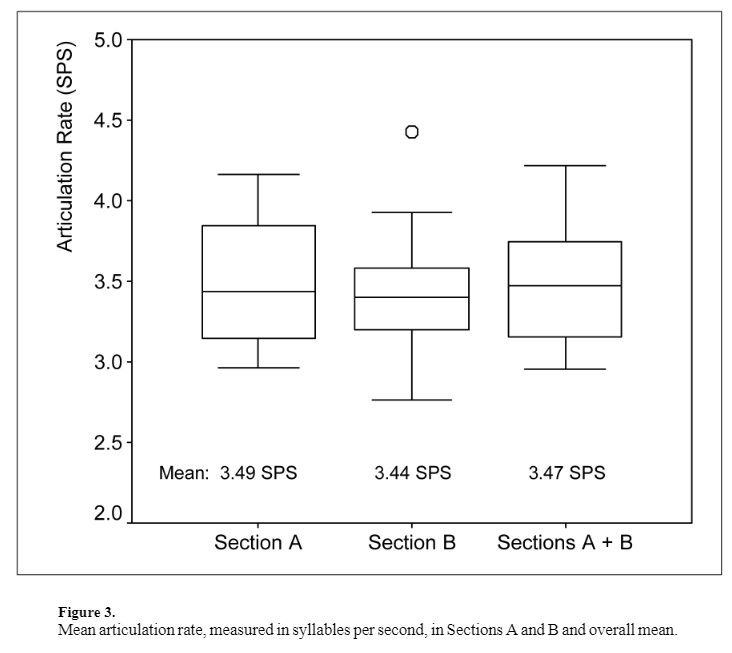 Articulation Rate (SPS)
5.0
4.5
4.0
3.5
3.0
2.5
2.0
Mean: 3.49 SPS 3.44 SPS 3.47 SPS
Section A Section B Sections A + B
Figure 3.
Mean articulation rate, measured in syllables per second, in Sections A and B and overall mean.